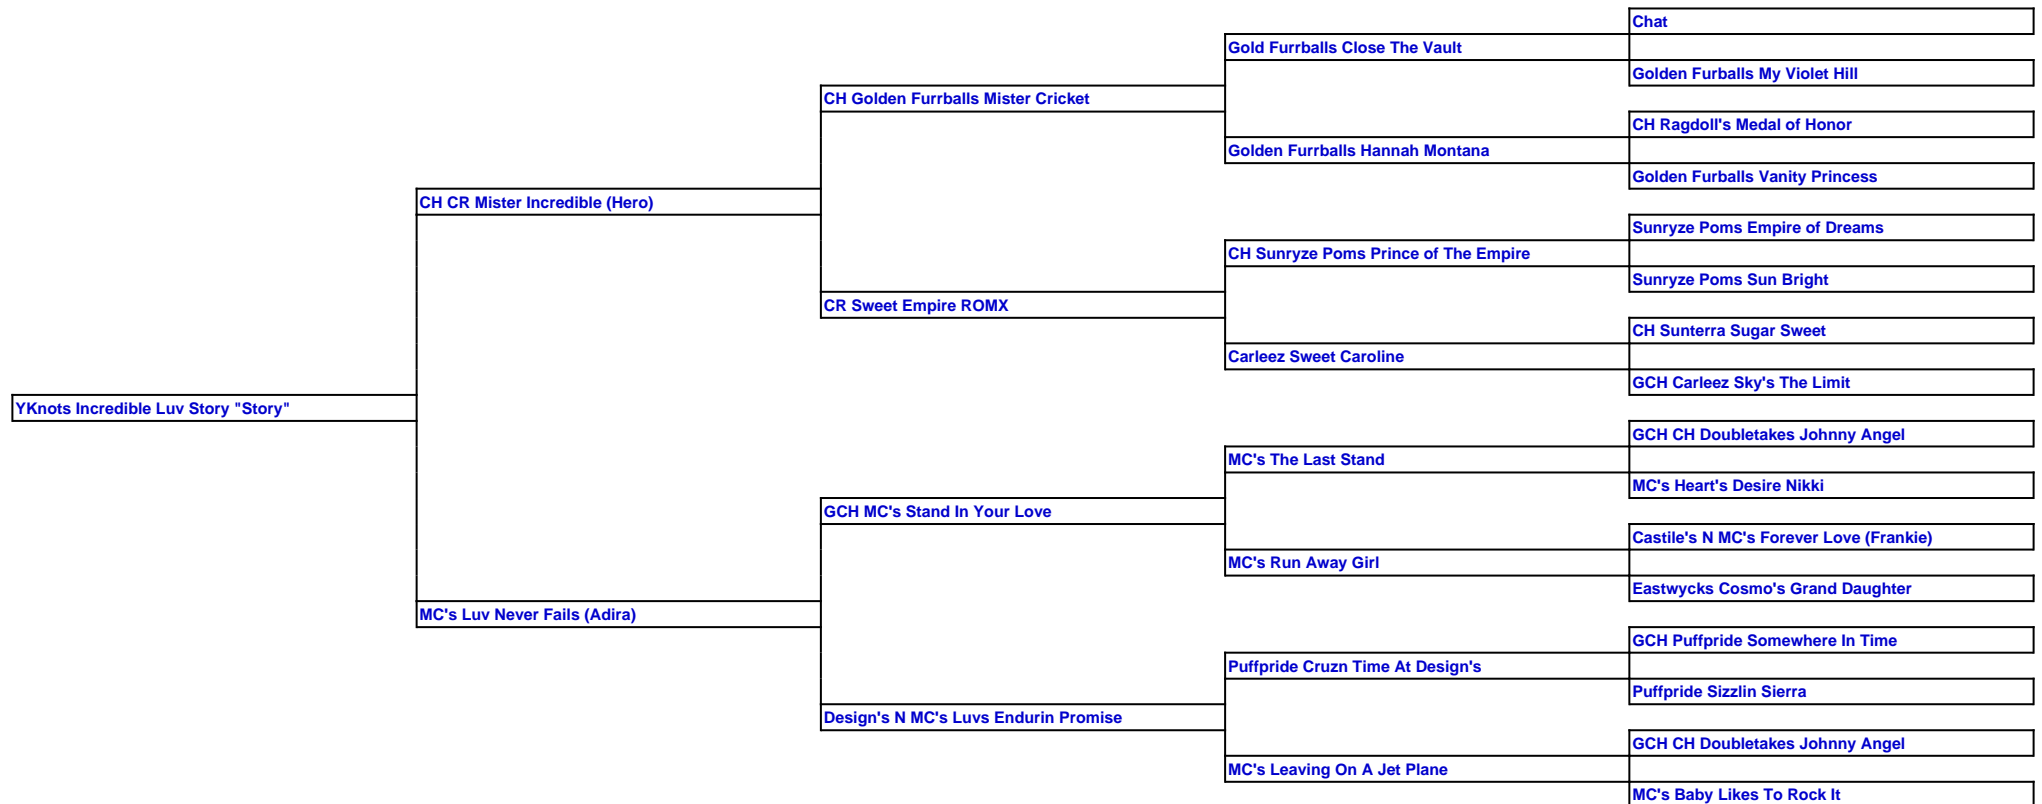 Chat
Gold Furrballs Close The Vault
Golden Furballs My Violet Hill
CH Golden Furrballs Mister Cricket
CH Ragdoll's Medal of Honor
Golden Furrballs Hannah Montana
Golden Furballs Vanity Princess
CH CR Mister Incredible (Hero)
Sunryze Poms Empire of Dreams
CH Sunryze Poms Prince of The Empire
Sunryze Poms Sun Bright
CR Sweet Empire ROMX
CH Sunterra Sugar Sweet
Carleez Sweet Caroline
GCH Carleez Sky's The Limit
YKnots Incredible Luv Story "Story"
GCH CH Doubletakes Johnny Angel
MC's The Last Stand
MC's Heart's Desire Nikki
GCH MC's Stand In Your Love
Castile's N MC's Forever Love (Frankie)
MC's Run Away Girl
Eastwycks Cosmo's Grand Daughter
MC's Luv Never Fails (Adira)
GCH Puffpride Somewhere In Time
Puffpride Cruzn Time At Design's
Puffpride Sizzlin Sierra
Design's N MC's Luvs Endurin Promise
GCH CH Doubletakes Johnny Angel
MC's Leaving On A Jet Plane
MC's Baby Likes To Rock It